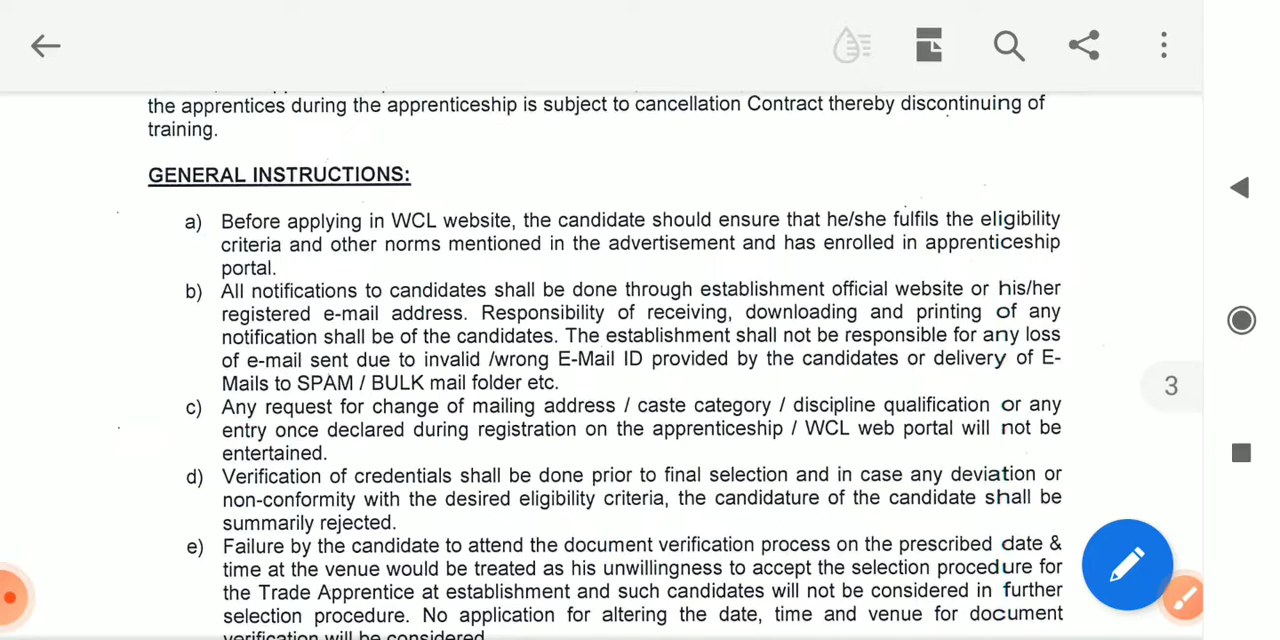 the apprentices during the apprenticeship is subject to cancellation Contract thereby discontinuing of
training.
GENERAL INSTRUCTIONS:
a) Before applying in WCL website, the candidate should ensure that he/she fulfils the eligibility
criteria and other norms mentioned in the advertisement and has enrolled in apprenticeship
portal.
b) All notifications to candidates shall be done through establishment official website or his/her
registered e-mail address. Responsibility of receiving, downloading and printing of any
notification shall be of the candidates. The establishment shall not be responsible for any loss
of e-mail sent due to invalid /wrong E-Mail ID provided by the candidates or delivery of E-
Mails to SPAM / BULK mail folder etc.
c) Any request for change of mailing address / caste category / discipline qualification or any
entry once declared during registration on the apprenticeship / WCL web portal will not be
entertained.
d) Verification of credentials shall be done prior to final selection and in case any deviation or
non-conformity with the desired eligibility criteria, the candidature of the candidate shall be
summarily rejected.
e) Failure by the candidate to attend the document verification process on the prescribed date &
time at the venue would be treated as his unwillingness to accept the selection procedure for
the Trade Apprentice at establishment and such candidates will not be considered in further
selection procedure. No application for altering the date, time and venue for document
verification will be considered
3